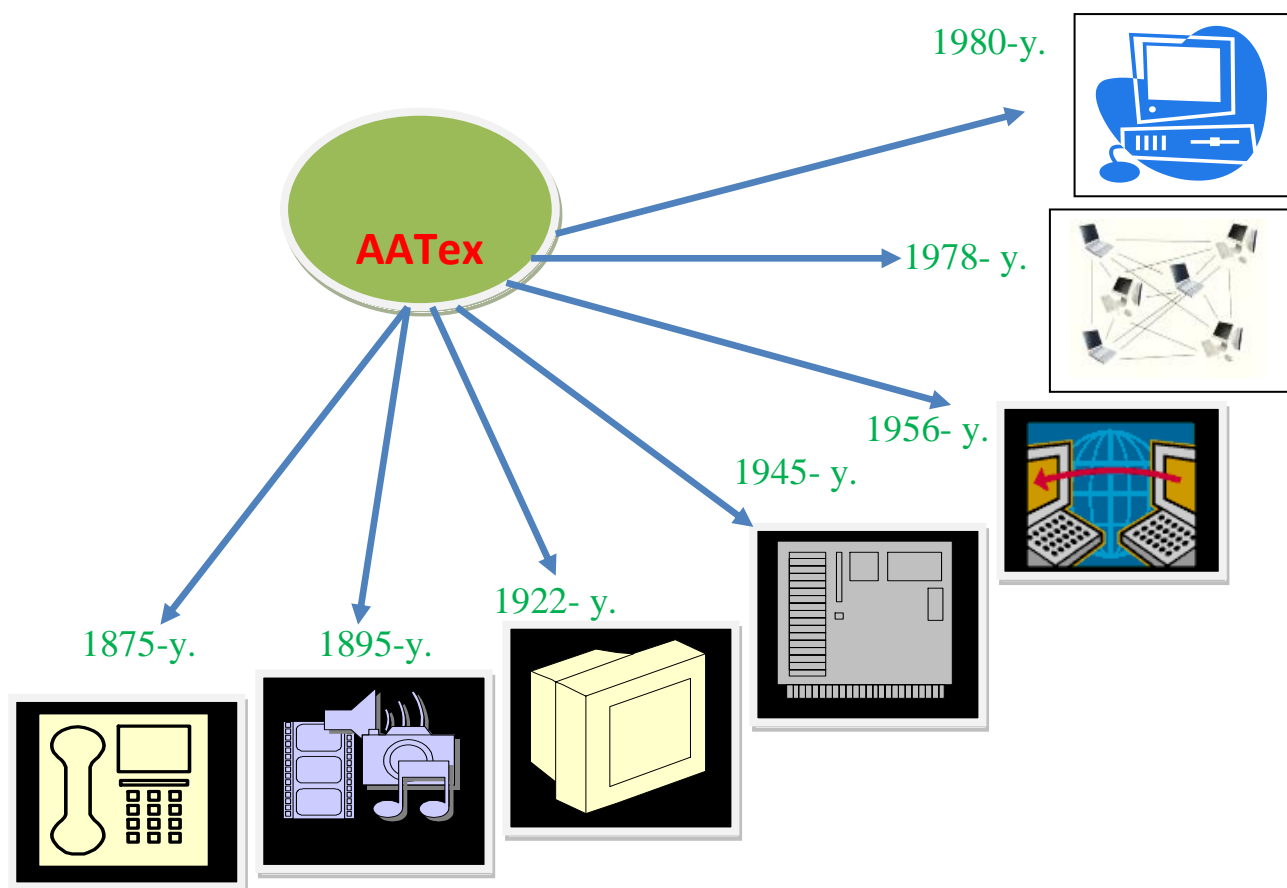 1980-y.
AATex
1978- y.
1956- y.
1945- y.
1922- y.
1875-y.
1895-y.